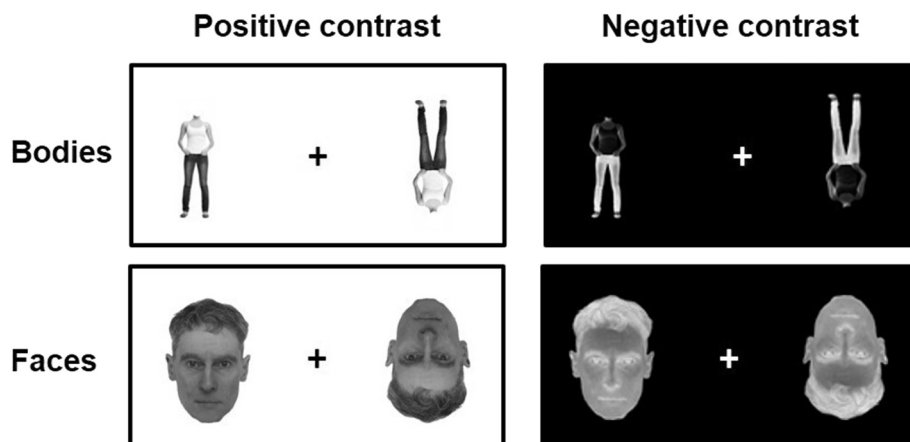 Positive contrast
Negative contrast
Bodies
+
+
Faces
+
+